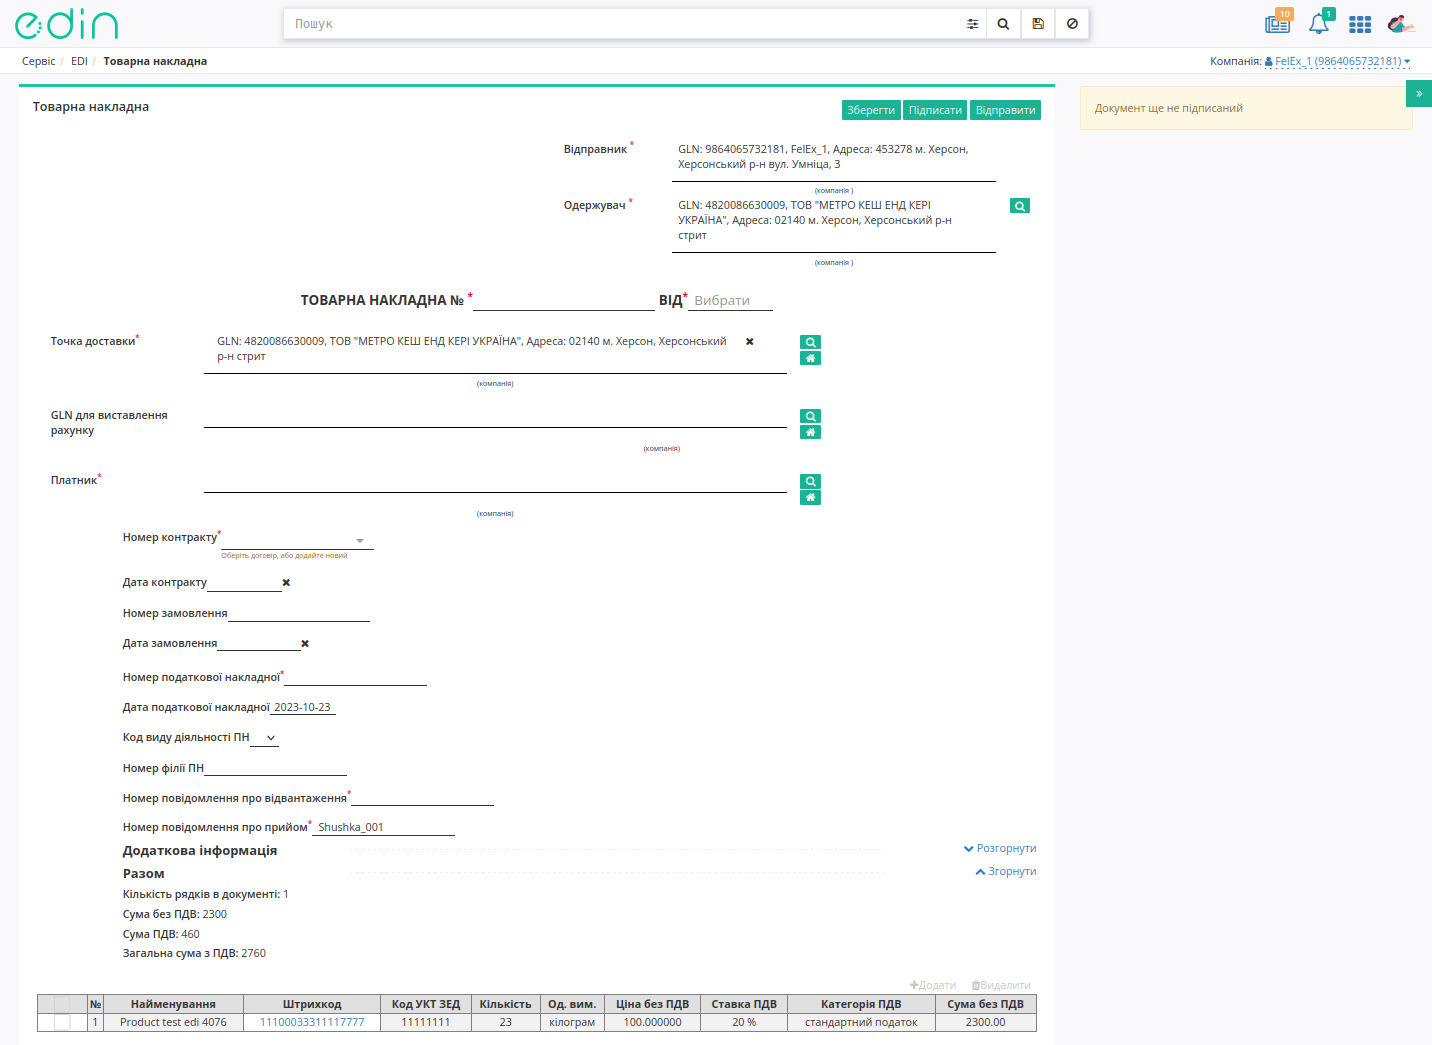 edin
Пошук
10
1
Сервіс / EDI / Товарна накладна
Компанія: FelEx_1 (9864065732181)
Товарна накладна
Зберегти Підписати Відправити
»
Документ ще не підписаний
Відправник *
GLN: 9864065732181, FelEx_1, Адреса: 453278 м. Херсон,
Херсонський р-н вул. Умніца, 3
(компанія )
Одержувач *
GLN: 4820086630009, ТОВ "МЕТРО КЕШ ЕНД КЕРІ
УКРАЇНА", Адреса: 02140 м. Херсон, Херсонський р-н
стрит
(компанія )
ТОВАРНА НАКЛАДНА № * ВІД* Вибрати
Точка доставки*
GLN: 4820086630009, ТОВ "МЕТРО КЕШ ЕНД КЕРІ УКРАЇНА", Адреса: 02140 м. Херсон, Херсонський
р-н стрит
(компанія)
GLN для виставлення
рахунку
(компанія)
Платник*
(компанія)
Номер контракту*
Оберіть договір, або додайте новий
Дата контракту
Номер замовлення
Дата замовлення
Номер податкової накладної*
Дата податкової накладної 2023-10-23
Код виду діяльності ПН
Номер філії ПН
Номер повідомлення про відвантаження*
Номер повідомлення про прийом* Shushka_001
Додаткова інформація Розгорнути
Разом Згорнути
Кількість рядків в документі: 1
Сума без ПДВ: 2300
Сума ПДВ: 460
Загальна сума з ПДВ: 2760
Додати Видалити
№ Найменування Штрихкод Код УКТ ЗЕД Кількість Од. вим. Ціна без ПДВ Ставка ПДВ Категорія ПДВ Сума без ПДВ
1 Product test edi 4076 11100033311117777 11111111 23 кілограм 100.000000 20 % стандартний податок 2300.00